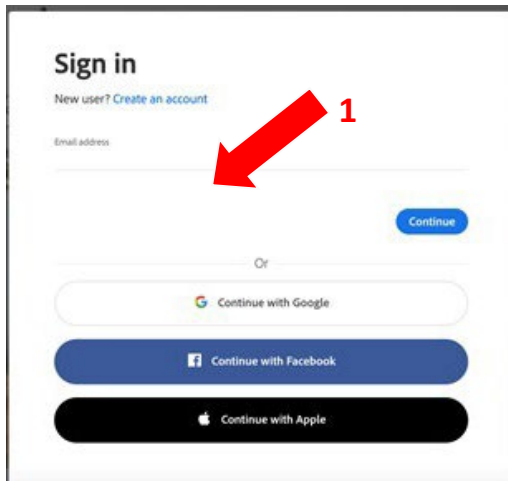 Sign in
New user? Create an account
1
Email address
Continue
Or
Continue with Google
Continue with Facebook
Continue with Apple